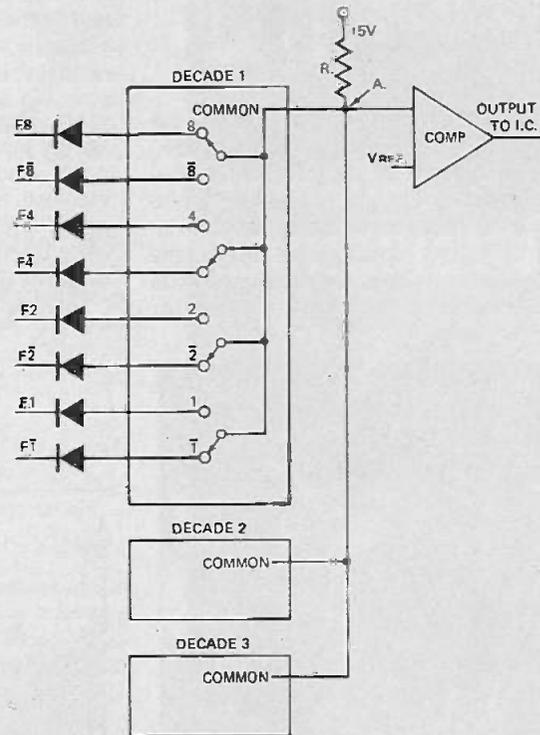 15V
R.
A.
DECADE 1
COMMON
OUTPUT
TO I.C.
COMP
VREF.
F8 8
F8̅ 8̅
F4 4
F4̅
F2 2
F2̅ 2̅
F1 1
F1̅ 1̅
DECADE 2
COMMON
DECADE 3
COMMON